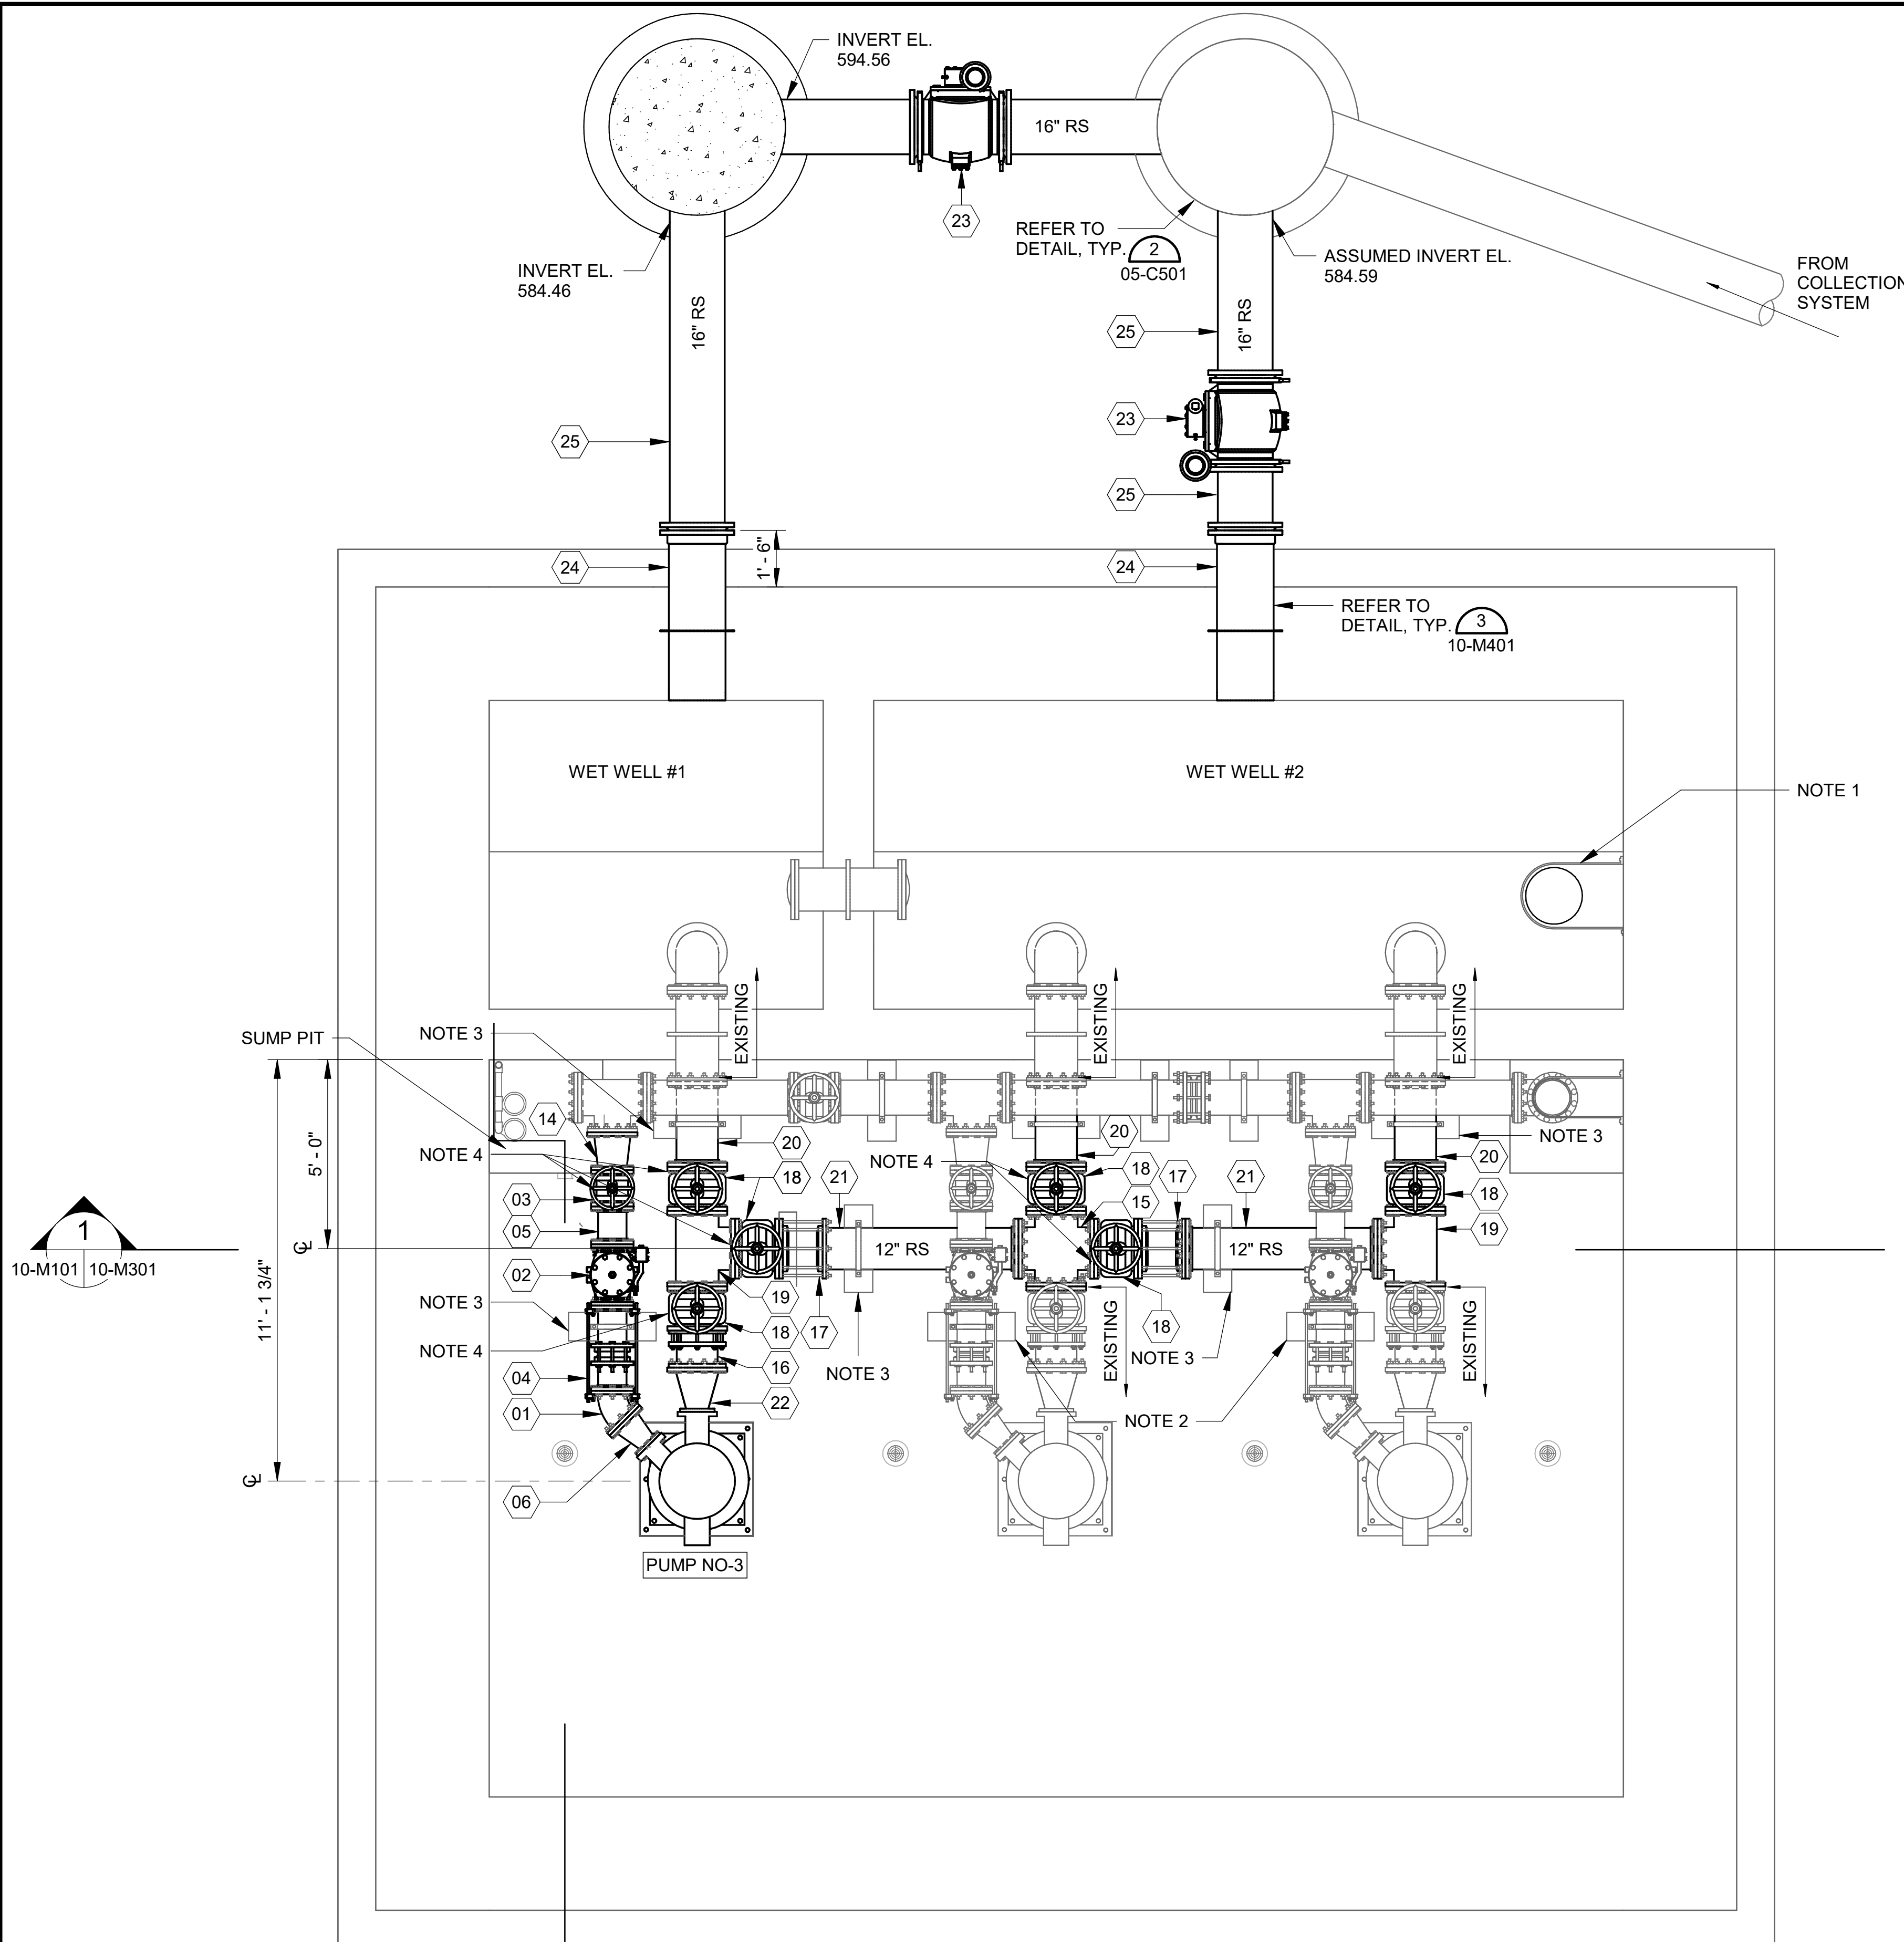 INVERT EL.
594.56
16" RS
23
REFER TO
DETAIL, TYP.
2
05-C501
INVERT EL.
584.46
ASSUMED INVERT EL.
584.59
FROM
COLLECTION
SYSTEM
16" RS
16" RS
25
23
25
25
24
1' - 6"
24
REFER TO
DETAIL, TYP.
3
10-M401
WET WELL #1
WET WELL #2
NOTE 1
EXISTING
EXISTING
EXISTING
SUMP PIT
NOTE 3
14
NOTE 4
20
NOTE 4
20
NOTE 3
20
5' - 0"
03
18
21
18
17
21
18
05
15
19
1
10-M101
10-M301
℄
12" RS
12" RS
02
11' - 1 3/4"
NOTE 3
19
NOTE 4
18
17
18
EXISTING
NOTE 3
EXISTING
04
16
NOTE 3
01
22
NOTE 2
℄
06
PUMP NO-3